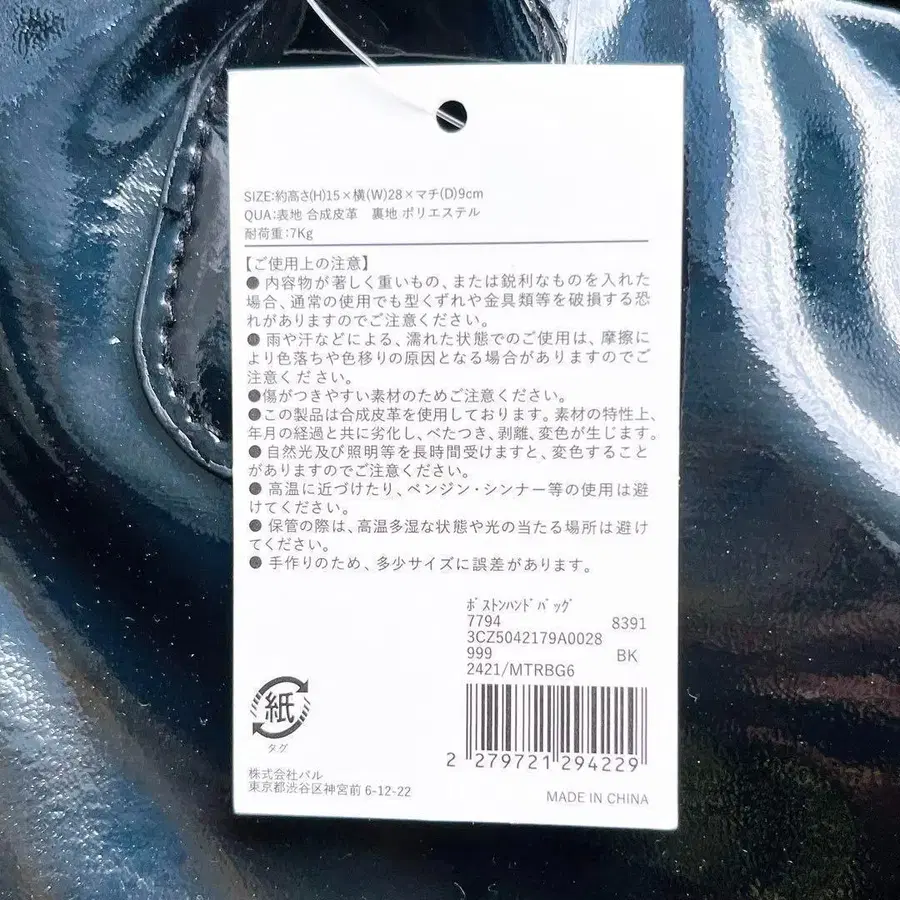 SIZE:約高さ(H)15×横(W)28×マチ(D)9cm
QUA:表地 合成皮革　裏地 ポリエステル
耐荷重:7Kg
【ご使用上の注意】
● 内容物が著しく重いもの、または鋭利なものを入れた
場合、通常の使用でも型くずれや金具類等を破損する恐
れがありますのでご注意ください。
● 雨や汗などによる、濡れた状態でのご使用は、摩擦に
より色落ちや色移りの原因となる場合がありますのでご
注意ください。
●傷がつきやすい素材のためご注意ください。
●この製品は合成皮革を使用しております。素材の特性上、
年月の経過と共に劣化し、べたつき、剥離、変色が生じます。
● 自然光及び照明等を長時間受けますと、変色すること
がありますのでご注意ください。
● 高温に近づけたり、ベンジン・シンナー等の使用は避
けてください。
● 保管の際は、高温多湿な状態や光の当たる場所は避け
てください。
● 手作りのため、多少サイズに誤差があります。
ﾎﾞｽﾄﾝﾊﾝﾄﾞﾊﾞｯｸﾞ
7794 8391
3CZ5042179A0028
999 BK
2421/MTRBG6
2 279721 294229
紙
タグ
株式会社パル
東京都渋谷区神宮前 6-12-22
MADE IN CHINA